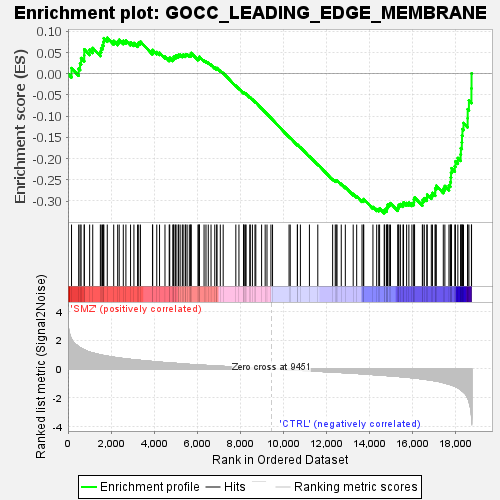 Enrichment plot: GOCC_LEADING_EDGE_MEMBRANE
Enrichment score (ES)
0.10
0.05
0.00
-0.05
-0.10
-0.15
-0.20
-0.25
-0.30
'SMZ' (positively correlated)
Ranked list metric (Signal2Noise)
4
2
0
-2
-4
Zero cross at 9451
'CTRL' (negatively correlated)
0
2,000
4,000
6,000
8,000
10,000
12,000
14,000
16,000
18,000
Rank in Ordered Dataset
Enrichment profile
Hits
Ranking metric scores